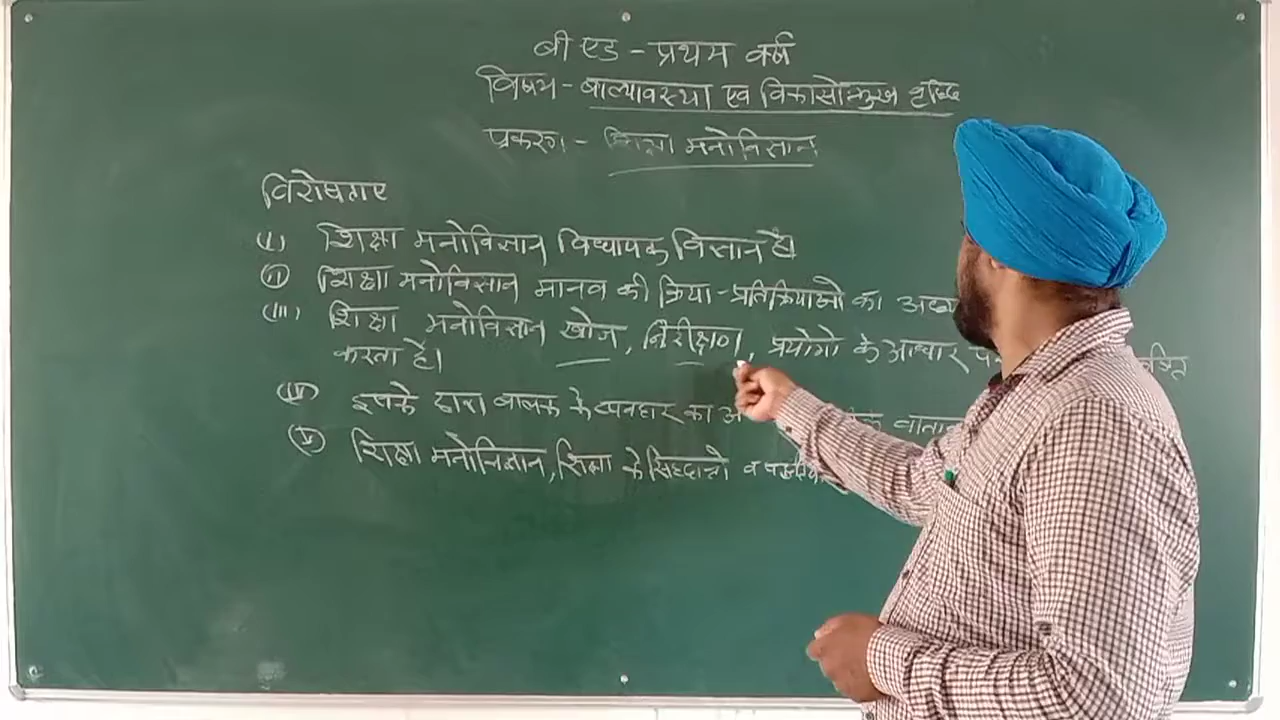 बी एड - प्रथम वर्ष
विषय - बाल्यावस्था एव विकासोन्मुख वृद्धि
प्रकरण - शिक्षा मनोविज्ञान
विशेषताए
(I) शिक्षा मनोविज्ञान विधायक विज्ञान है।
(II) शिक्षा मनोविज्ञान मानव की क्रिया - प्रतिक्रियाओ का
(III) शिक्षा मनोविज्ञान खोज, निरीक्षण, प्रयोगो के आधार
करता है।
(IV) इसके द्वारा बालक के व्यवहार का
(V) शिक्षा मनोविज्ञान, शिक्षा के सिद्धान्तो व